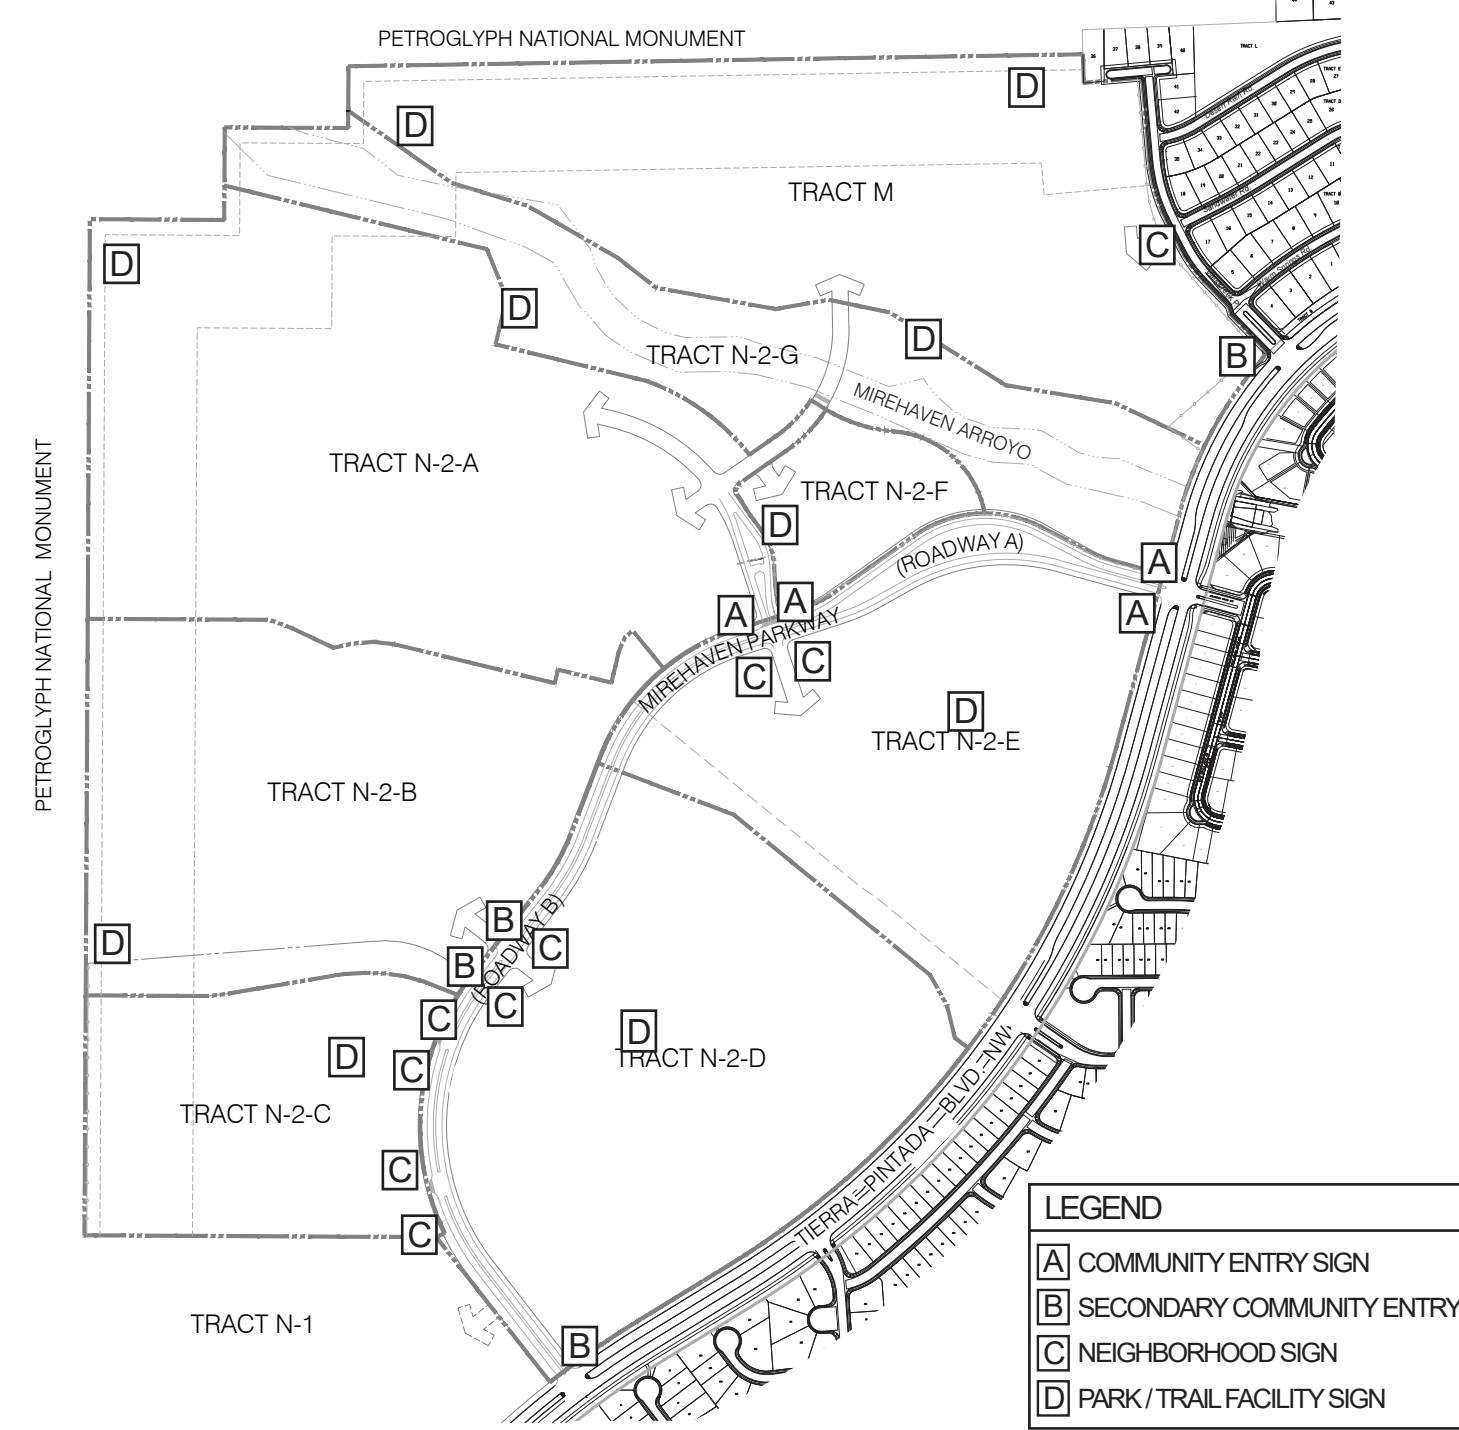 PETROGLYPH NATIONAL MONUMENT
TRACT L
D
D
TRACT M
C
D
D
D
B
TRACT N-2-G
MIREHAVEN ARROYO
PETROGLYPH NATIONAL MONUMENT
TRACT N-2-A
TRACT N-2-F
D
(ROADWAY A)
A
A
A
A
MIREHAVEN PARKWAY
C
C
D
TRACT N-2-E
TRACT N-2-B
B
(ROADWAY B)
C
B
D
C
C
D
TRACT N-2-D
D
C
TRACT N-2-C
TIERRA PINTADA BLVD. NW
C
C
TRACT N-1
B
LEGEND
A COMMUNITY ENTRY SIGN
B SECONDARY COMMUNITY ENTRY
C NEIGHBORHOOD SIGN
D PARK / TRAIL FACILITY SIGN